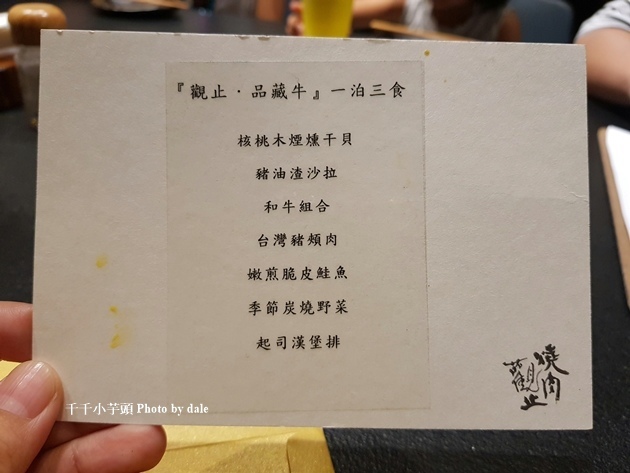 『觀止·品藏牛』一泊三食
核桃木煙燻干貝
豬油渣沙拉
和牛組合
台灣豬頰肉
嫩煎脆皮鮭魚
季節炭燒野菜
起司漢堡排
燒肉
觀止
千千小芋頭 Photo by dale